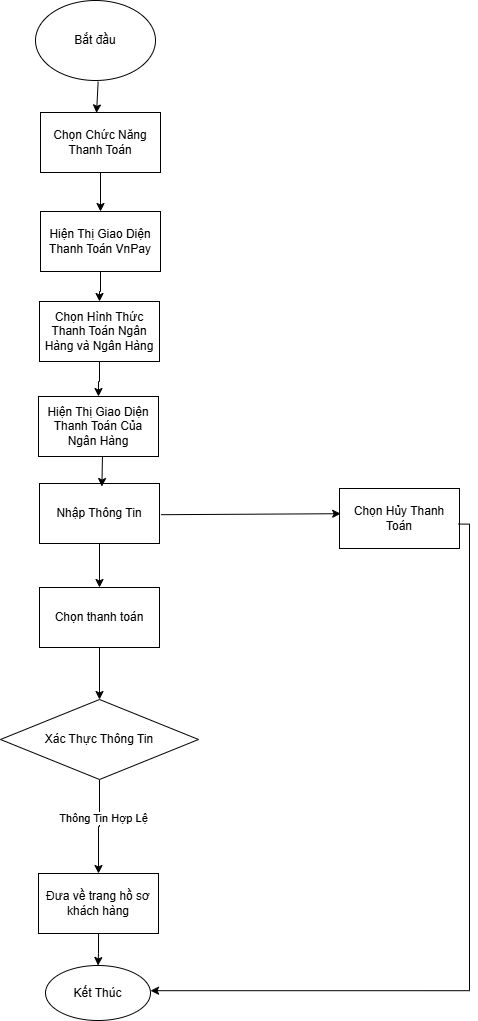 Bắt đầu
Chọn Chức Năng
Thanh Toán
Hiện Thị Giao Diện
Thanh Toán VnPay
Chọn Hình Thức
Thanh Toán Ngân
Hàng và Ngân Hàng
Hiện Thị Giao Diện
Thanh Toán Của
Ngân Hàng
Nhập Thông Tin
Chọn Hủy Thanh
Toán
Chọn thanh toán
Xác Thực Thông Tin
Thông Tin Hợp Lệ
Đưa về trang hồ sơ
khách hàng
Kết Thúc